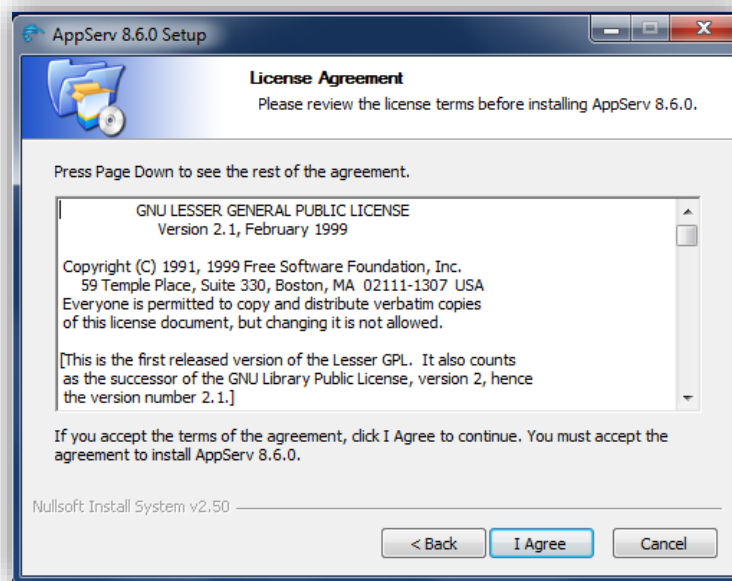 AppServ 8.6.0 Setup
License Agreement
Please review the license terms before installing AppServ 8.6.0.
Press Page Down to see the rest of the agreement.
GNU LESSER GENERAL PUBLIC LICENSE
Version 2.1, February 1999
Copyright (C) 1991, 1999 Free Software Foundation, Inc.
59 Temple Place, Suite 330, Boston, MA 02111-1307 USA
Everyone is permitted to copy and distribute verbatim copies
of this license document, but changing it is not allowed.
[This is the first released version of the Lesser GPL. It also counts
as the successor of the GNU Library Public License, version 2, hence
the version number 2.1.]
If you accept the terms of the agreement, click I Agree to continue. You must accept the
agreement to install AppServ 8.6.0.
Nullsoft Install System v2.50
< Back I Agree Cancel